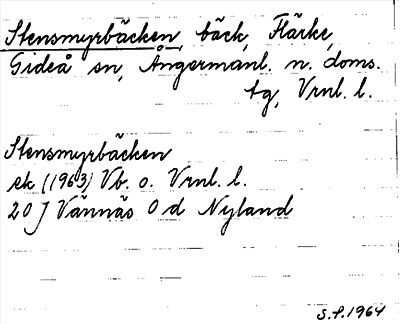 Stensmyrbäcken, bäck, Flärke,
Gideå sn, Ångermanl. n. doms.
tg, Vrnl. l.
Stensmyrbäcken
ek (1963) Vb. o. Vrnl. l.
20 J Vännäs O d Nyland
S.F. 1964